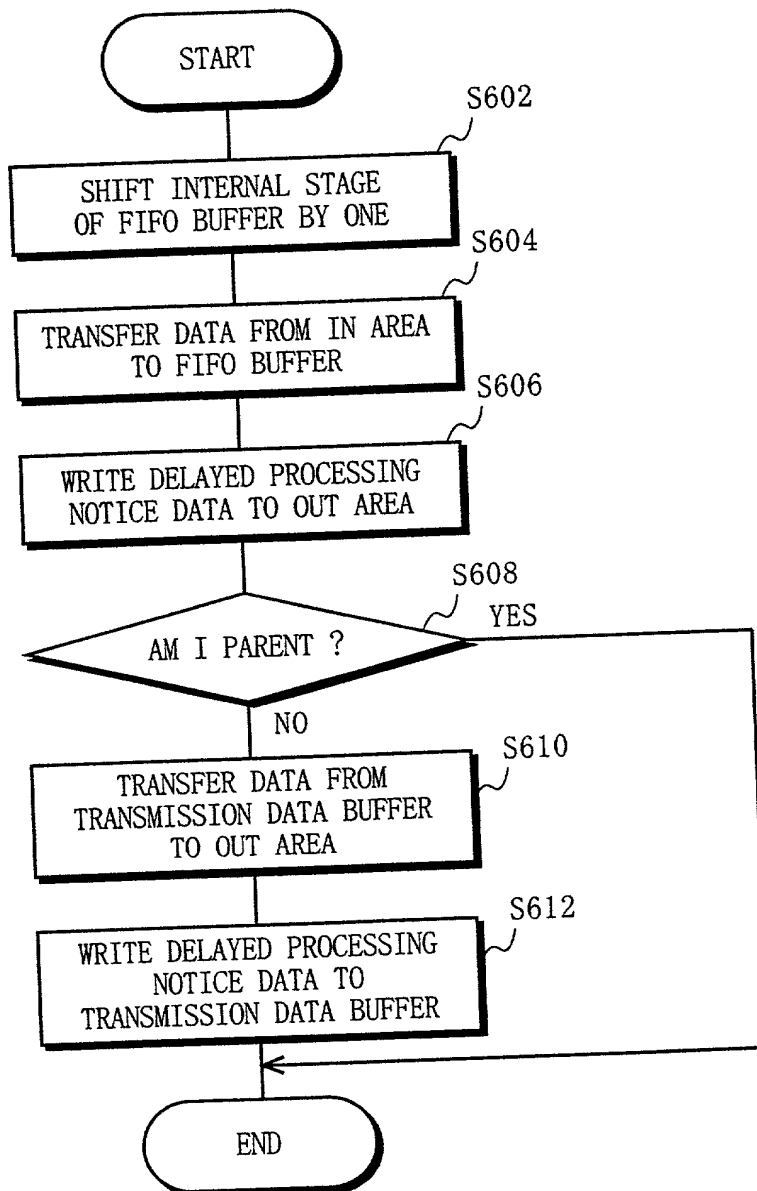 START
S602
SHIFT INTERNAL STAGE
OF FIFO BUFFER BY ONE
S604
TRANSFER DATA FROM IN AREA
TO FIFO BUFFER
S606
WRITE DELAYED PROCESSING
NOTICE DATA TO OUT AREA
S608
AM I PARENT ?
YES
NO
S610
TRANSFER DATA FROM
TRANSMISSION DATA BUFFER
TO OUT AREA
S612
WRITE DELAYED PROCESSING
NOTICE DATA TO
TRANSMISSION DATA BUFFER
END